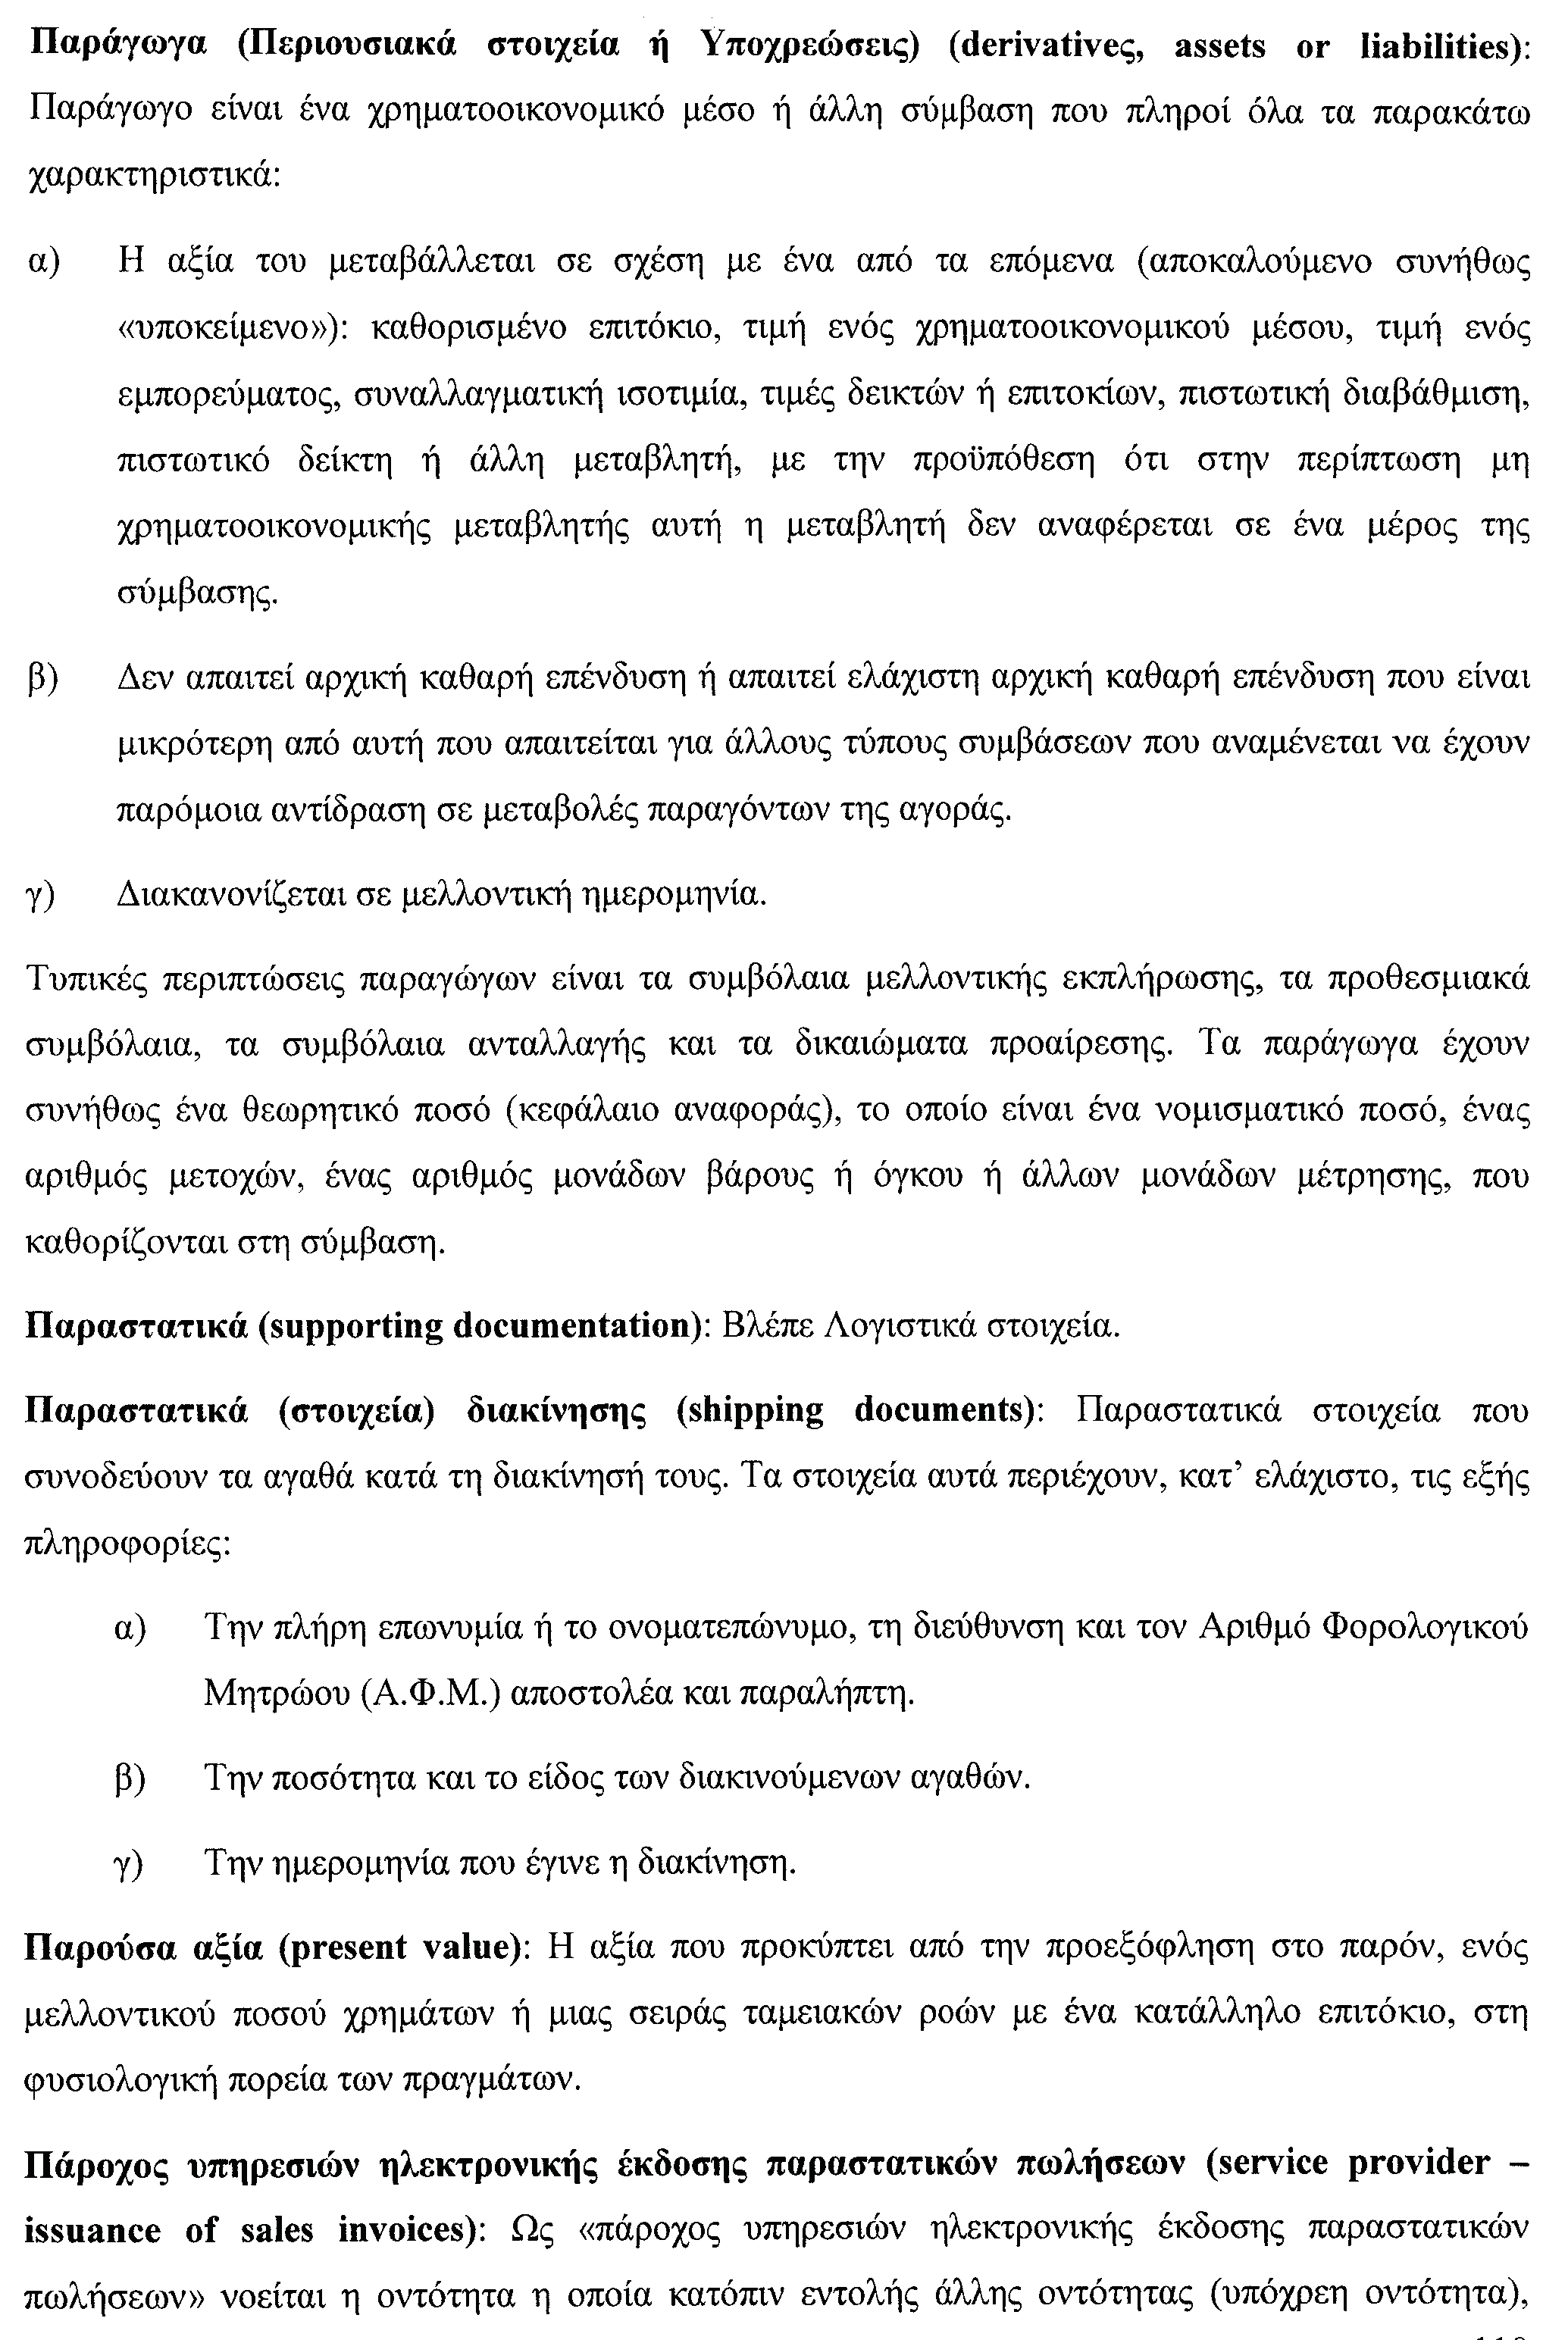 Παράγωγα (Περιουσιακά στοιχεία ή Υποχρεώσεις) (derivativeς, assets or liabilities):
Παράγωγο είναι ένα χρηματοοικονομικό μέσο ή άλλη σύμβαση που πληροί όλα τα παρακάτω
χαρακτηριστικά:
α) Η αξία του μεταβάλλεται σε σχέση με ένα από τα επόμενα (αποκαλούμενο συνήθως
«υποκείμενο»): καθορισμένο επιτόκιο, τιμή ενός χρηματοοικονομικού μέσου, τιμή ενός
εμπορεύματος, συναλλαγματική ισοτιμία, τιμές δεικτών ή επιτοκίων, πιστωτική διαβάθμιση,
πιστωτικό δείκτη ή άλλη μεταβλητή, με την προϋπόθεση ότι στην περίπτωση μη
χρηματοοικονομικής μεταβλητής αυτή η μεταβλητή δεν αναφέρεται σε ένα μέρος της
σύμβασης.
β) Δεν απαιτεί αρχική καθαρή επένδυση ή απαιτεί ελάχιστη αρχική καθαρή επένδυση που είναι
μικρότερη από αυτή που απαιτείται για άλλους τύπους συμβάσεων που αναμένεται να έχουν
παρόμοια αντίδραση σε μεταβολές παραγόντων της αγοράς.
γ) Διακανονίζεται σε μελλοντική ημερομηνία.
Τυπικές περιπτώσεις παραγώγων είναι τα συμβόλαια μελλοντικής εκπλήρωσης, τα προθεσμιακά
συμβόλαια, τα συμβόλαια ανταλλαγής και τα δικαιώματα προαίρεσης. Τα παράγωγα έχουν
συνήθως ένα θεωρητικό ποσό (κεφάλαιο αναφοράς), το οποίο είναι ένα νομισματικό ποσό, ένας
αριθμός μετοχών, ένας αριθμός μονάδων βάρους ή όγκου ή άλλων μονάδων μέτρησης, που
καθορίζονται στη σύμβαση.
Παραστατικά (supporting documentation): Βλέπε Λογιστικά στοιχεία.
Παραστατικά (στοιχεία) διακίνησης (shipping documents): Παραστατικά στοιχεία που
συνοδεύουν τα αγαθά κατά τη διακίνησή τους. Τα στοιχεία αυτά περιέχουν, κατ’ ελάχιστο, τις εξής
πληροφορίες:
α) Την πλήρη επωνυμία ή το ονοματεπώνυμο, τη διεύθυνση και τον Αριθμό Φορολογικού
Μητρώου (Α.Φ.Μ.) αποστολέα και παραλήπτη.
β) Την ποσότητα και το είδος των διακινούμενων αγαθών.
γ) Την ημερομηνία που έγινε η διακίνηση.
Παρούσα αξία (present value): Η αξία που προκύπτει από την προεξόφληση στο παρόν, ενός
μελλοντικού ποσού χρημάτων ή μιας σειράς ταμειακών ροών με ένα κατάλληλο επιτόκιο, στη
φυσιολογική πορεία των πραγμάτων.
Πάροχος υπηρεσιών ηλεκτρονικής έκδοσης παραστατικών πωλήσεων (service provider –
issuance of sales invoices): Ως «πάροχος υπηρεσιών ηλεκτρονικής έκδοσης παραστατικών
πωλήσεων» νοείται η οντότητα η οποία κατόπιν εντολής άλλης οντότητας (υπόχρεη οντότητα),